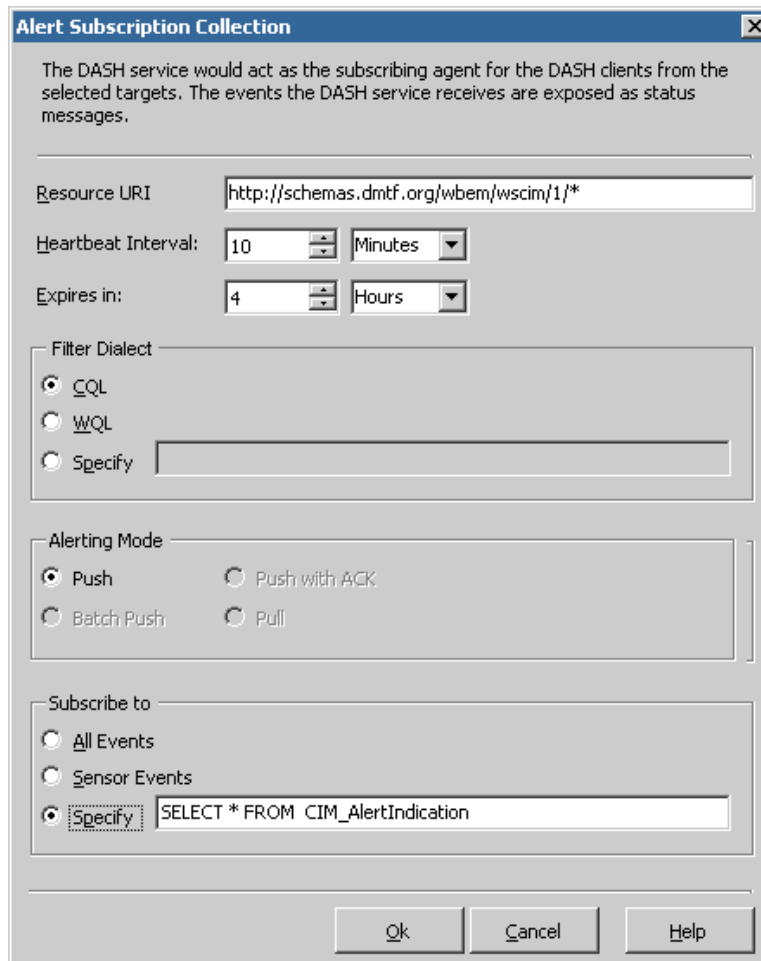 Alert Subscription Collection
The DASH service would act as the subscribing agent for the DASH clients from the
selected targets. The events the DASH service receives are exposed as status
messages.
Resource URI http://schemas.dmtf.org/wbem/wscim/1/*
Heartbeat Interval: 10 Minutes
Expires in: 4 Hours
Filter Dialect
CQL
WQL
Specify
Alerting Mode
Push Push with ACK
Batch Push Pull
Subscribe to
All Events
Sensor Events
Specify SELECT * FROM CIM_AlertIndication
Ok Cancel Help